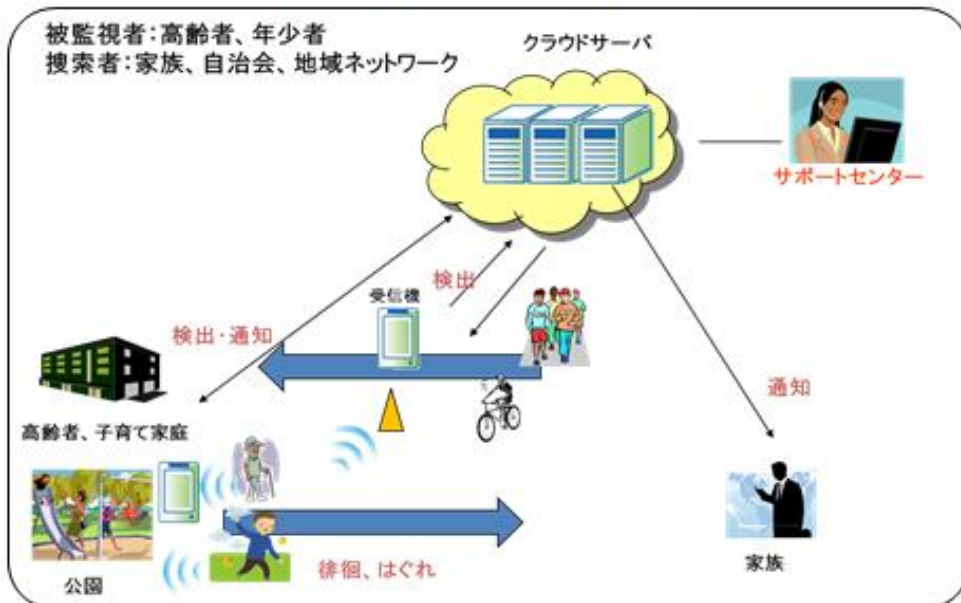 被監視者：高齢者、年少者
捜索者：家族、自治会、地域ネットワーク
クラウドサーバ
サポートセンター
検出
受信機
検出・通知
通知
高齢者、子育て家庭
徘徊、はぐれ
家族
公園